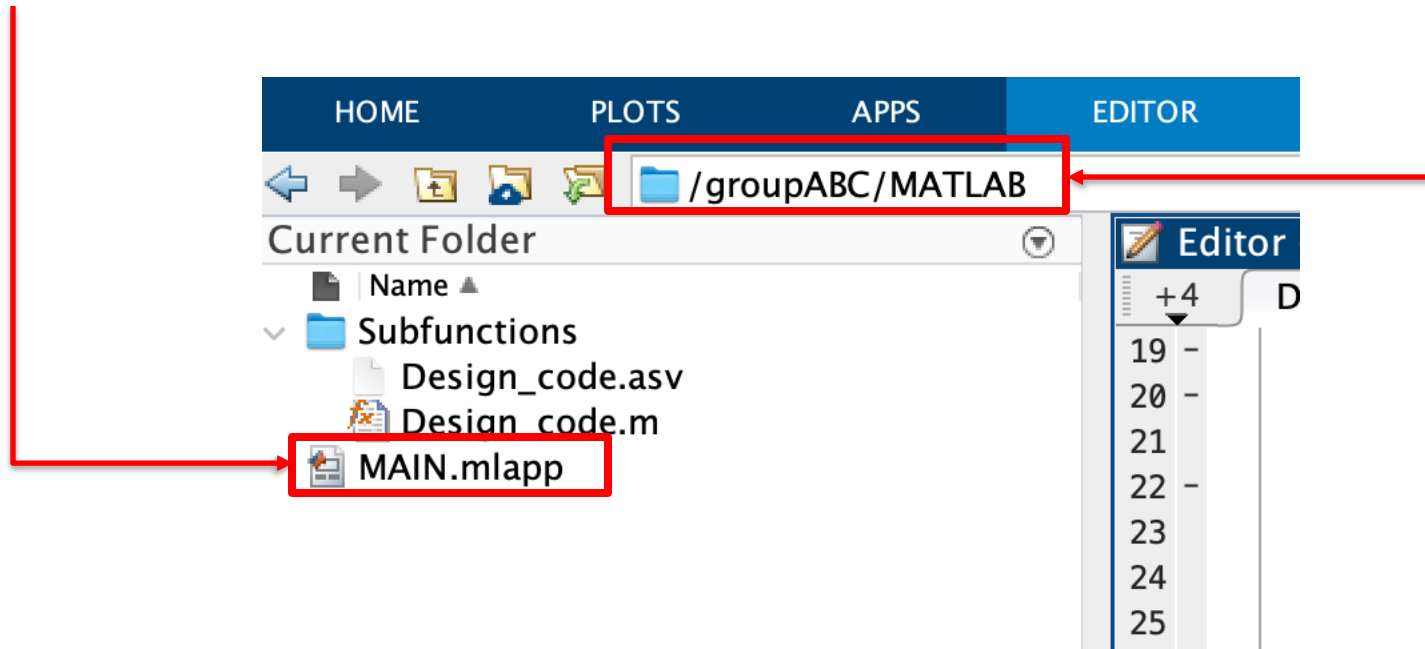 HOME PLOTS APPS EDITOR
/groupABC/MATLAB
Current Folder
Editor
Name
+4 D
Subfunctions
Design_code.asv
Design_code.m
MAIN.mlapp
19 -
20 -
21
22 -
23
24
25